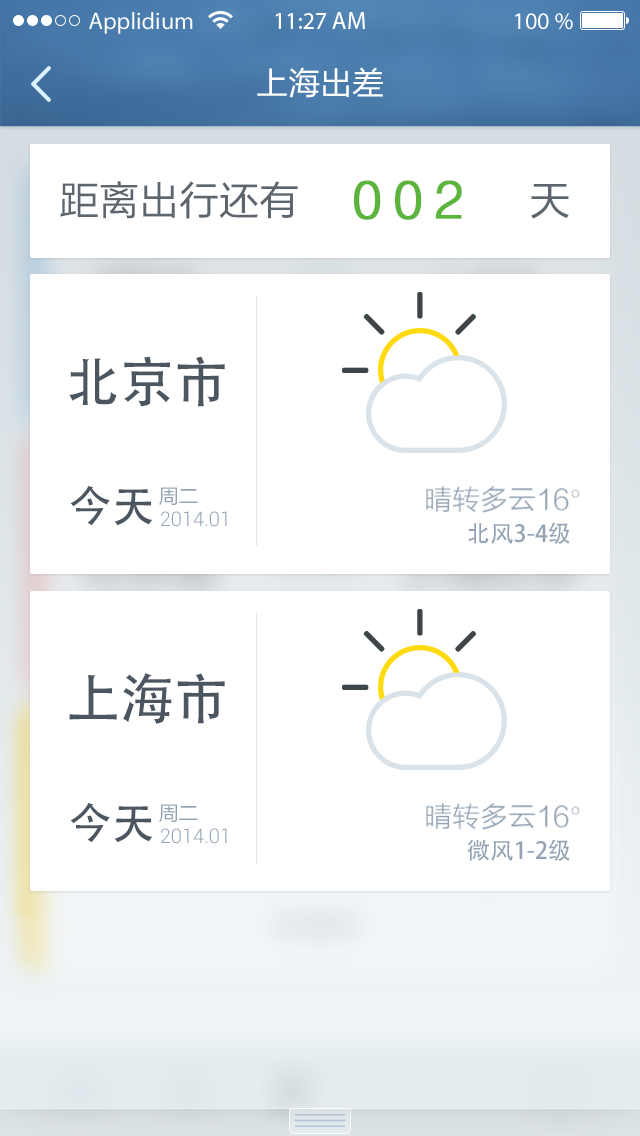 Applidium 11:27 AM 100 %
上海出差
距离出行还有 002 天
北京市
今天 周二
2014.01
晴转多云16°
北风3-4级
上海市
今天 周二
2014.01
晴转多云16°
微风1-2级